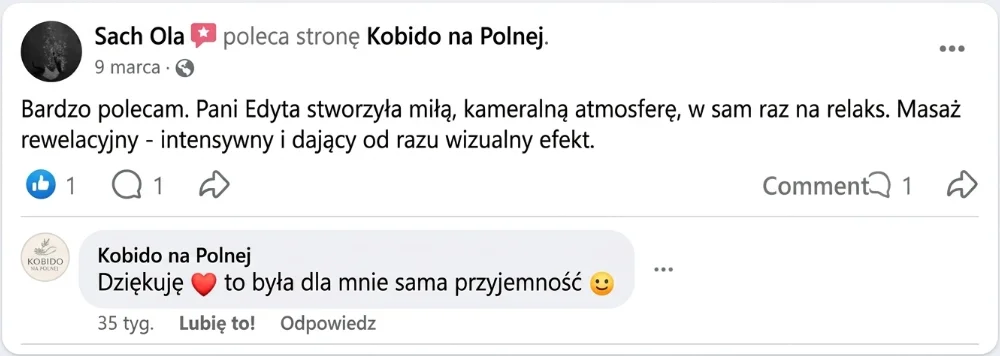 Sach Ola poleca stronę Kobido na Polnej.
9 marca ·
Bardzo polecam. Pani Edyta stworzyła miłą, kameralną atmosferę, w sam raz na relaks. Masaż
rewelacyjny - intensywny i dający od razu wizualny efekt.
1 1 Comment 1
KOBIDO
NA POLNEJ
Kobido na Polnej
Dziękuję ❤️ to była dla mnie sama przyjemność 🙂
35 tyg. Lubię to! Odpowiedz